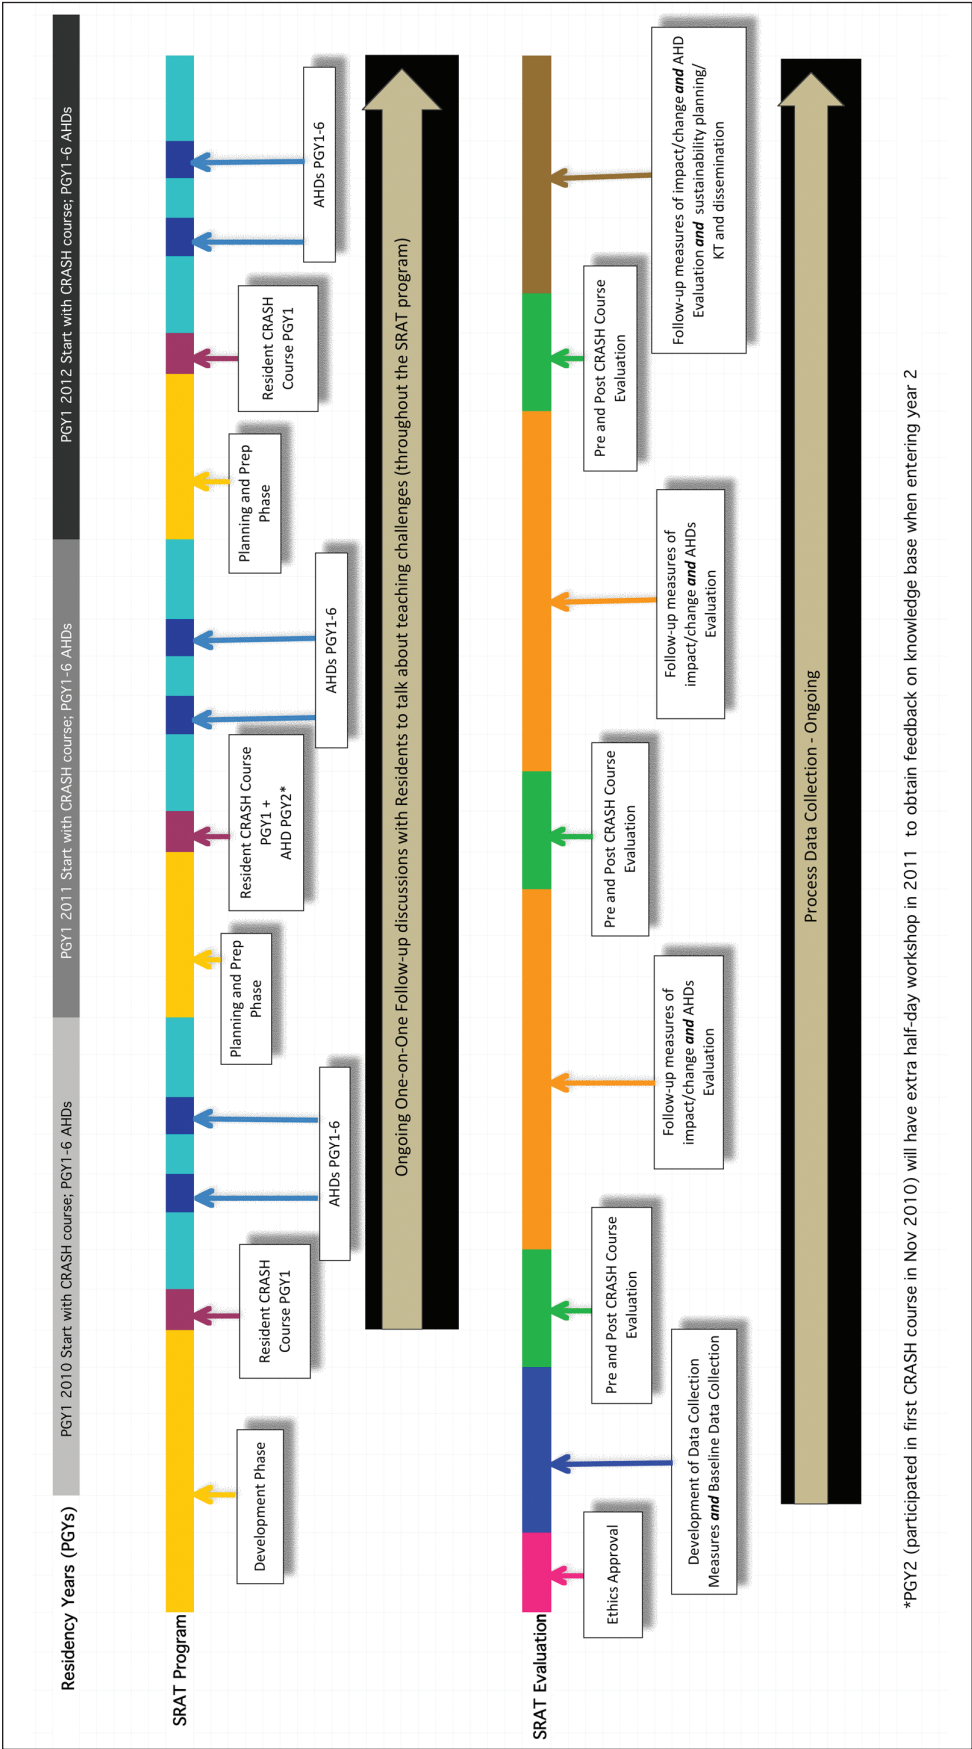 Residency Years (PGYs)
PGY1 2010 Start with CRASH course; PGY1-6 AHDs
PGY1 2011 Start with CRASH course; PGY1-6 AHDs
PGY1 2012 Start with CRASH course; PGY1-6 AHDs
SRAT Program
Development Phase
Resident CRASH
Course PGY1
AHDs PGY1-6
Planning and Prep
Phase
Resident CRASH Course
PGY1 +
AHD PGY2*
AHDs PGY1-6
Planning and Prep
Phase
Resident CRASH
Course PGY1
AHDs PGY1-6
Ongoing One-on-One Follow-up discussions with Residents to talk about teaching challenges (throughout the SRAT program)
SRAT Evaluation
Ethics Approval
Development of Data Collection
Measures and Baseline Data Collection
Pre and Post CRASH Course
Evaluation
Follow-up measures of
impact/change and AHDs
Evaluation
Pre and Post CRASH Course
Evaluation
Follow-up measures of
impact/change and AHDs
Evaluation
Pre and Post CRASH Course
Evaluation
Follow-up measures of impact/change and AHD
Evaluation and sustainability planning/
KT and dissemination
Process Data Collection - Ongoing
*PGY2 (participated in first CRASH course in Nov 2010) will have extra half-day workshop in 2011 to obtain feedback on knowledge base when entering year 2